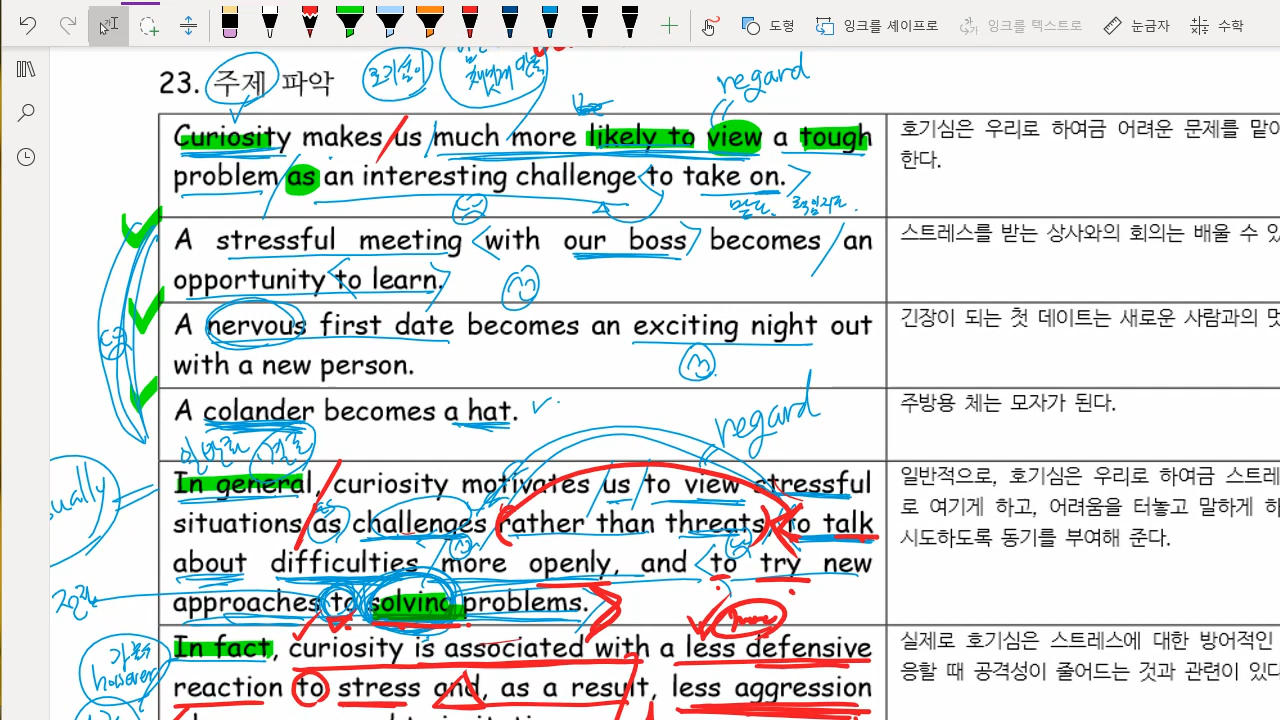 도형
잉크를 셰이프로
잉크를 텍스트로
눈금자
수학
23. 주제 파악
호기심이
regard
Curiosity makes us much more likely to view a tough
problem as an interesting challenge to take on.
호기심은 우리로 하여금 어려운 문제를 맡아
한다.
맡다. 책임지다.
A stressful meeting with our boss becomes an
opportunity to learn.
스트레스를 받는 상사와의 회의는 배울 수 있
A nervous first date becomes an exciting night out
with a new person.
긴장이 되는 첫 데이트는 새로운 사람과의 멋
A colander becomes a hat.
주방용 체는 모자가 된다.
regard
usually
In general, curiosity motivates us to view stressful
situations as challenges rather than threats, to talk
about difficulties more openly, and to try new
approaches to solving problems.
일반적으로, 호기심은 우리로 하여금 스트레
로 여기게 하고, 어려움을 터놓고 말하게 하
시도하도록 동기를 부여해 준다.
however
In fact, curiosity is associated with a less defensive
reaction to stress and, as a result, less aggression
실제로 호기심은 스트레스에 대한 방어적인
응할 때 공격성이 줄어드는 것과 관련이 있다